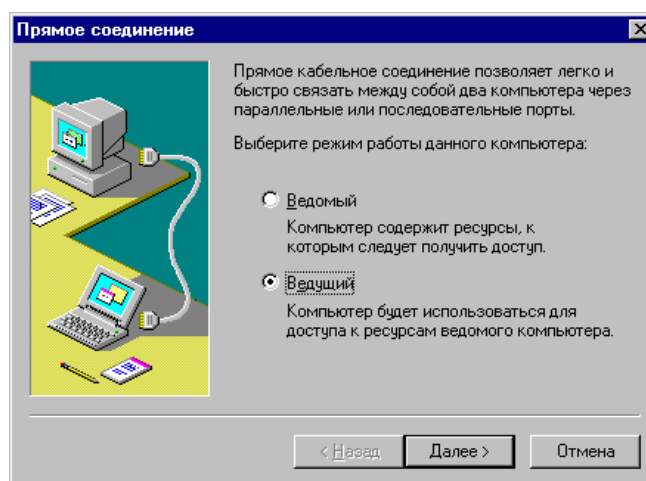 Прямое соединение
Прямое кабельное соединение позволяет легко и
быстро связать между собой два компьютера через
параллельные или последовательные порты.
Выберите режим работы данного компьютера:
Ведомый
Компьютер содержит ресурсы, к
которым следует получить доступ.
Ведущий
Компьютер будет использоваться для
доступа к ресурсам ведомого компьютера.
< Назад
Далее >
Отмена